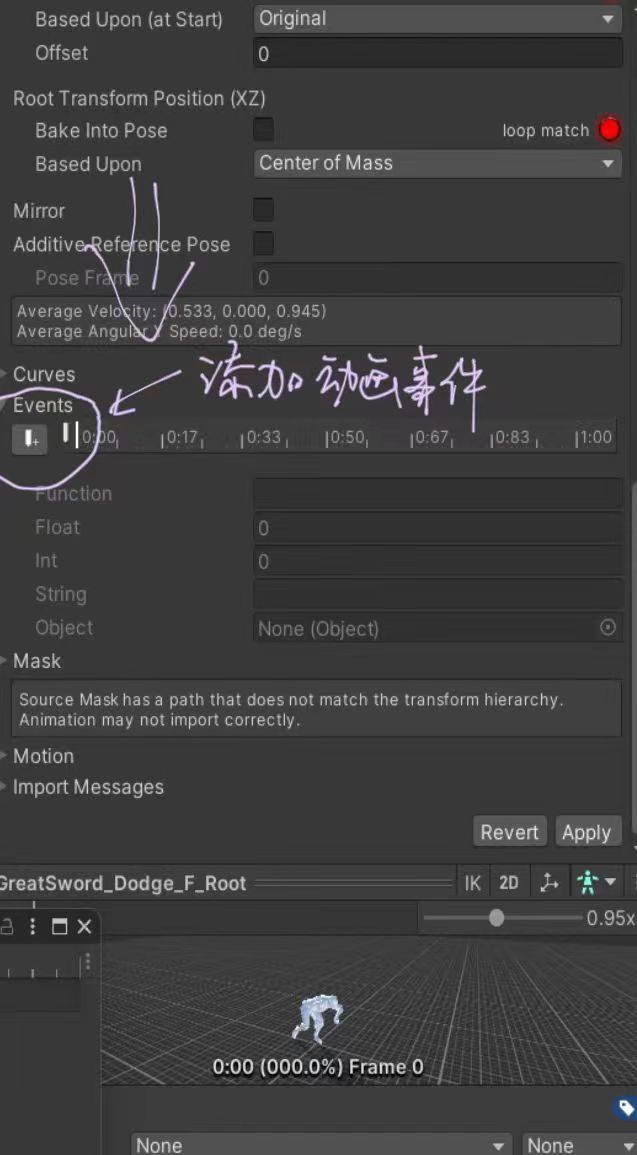 Based Upon (at Start) Original
Offset 0
Root Transform Position (XZ)
Bake Into Pose loop match
Based Upon Center of Mass
Mirror
Additive Reference Pose
Pose Frame 0
Average Velocity: (0.533, 0.000, 0.945)
Average Angular Y Speed: 0.0 deg/s
Curves
添加动画事件
Events
0:00 0:17 0:33 0:50 0:67 0:83 1:00
Function
Float 0
Int 0
String
Object None (Object)
Mask
Source Mask has a path that does not match the transform hierarchy.
Animation may not import correctly.
Motion
Import Messages
Revert Apply
GreatSword_Dodge_F_Root IK 2D
0.95x
0:00 (000.0%) Frame 0
None None